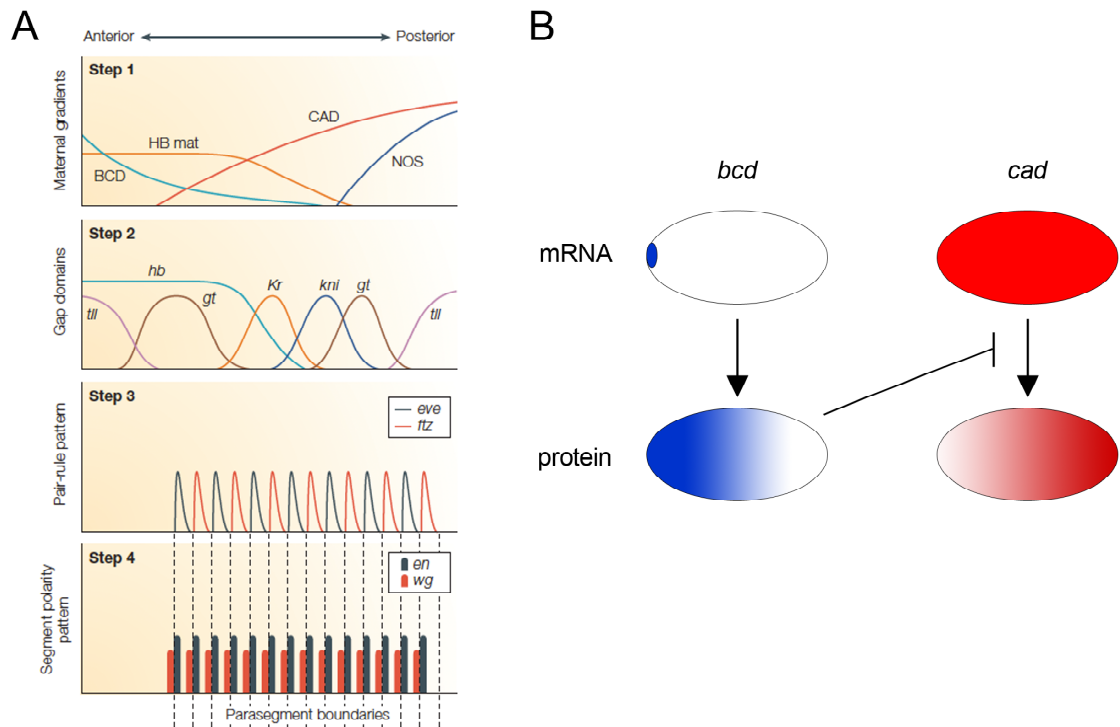 A
Anterior
Posterior
Step 1
Maternal gradients
CAD
HB mat
BCD
NOS
Step 2
Gap domains
hb
tll
gt
Kr
kni
gt
tll
Step 3
Pair-rule pattern
eve
ftz
Step 4
Segment polarity
pattern
en
wg
Parasegment boundaries
B
bcd
cad
mRNA
protein